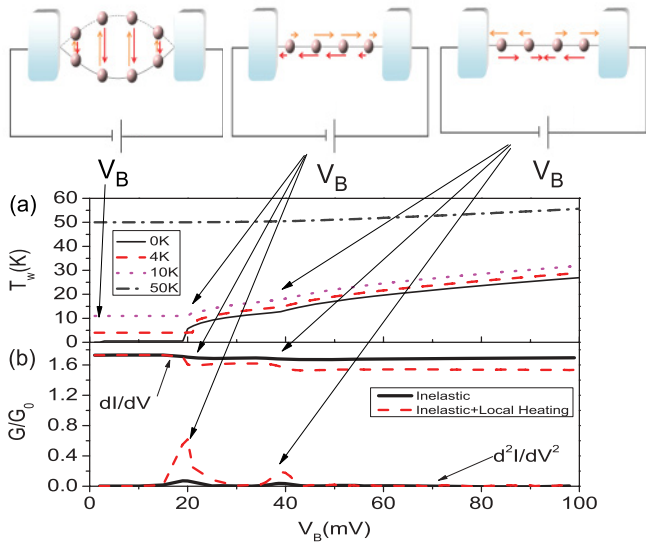 V_B
V_B
V_B
(a)
60
50
40
30
20
10
0
T_w(K)
0K
4K
10K
50K
(b)
1.6
1.2
0.8
0.4
0.0
G/G_0
dI/dV
Inelastic
Inelastic+Local Heating
d²I/dV²
0 20 40 60 80 100
V_B(mV)